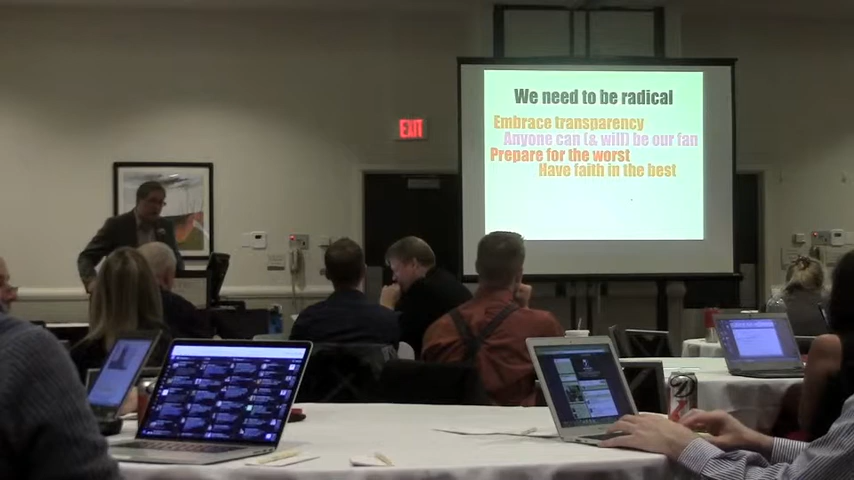 We need to be radical
Embrace transparency
Anyone can (& will) be our fan
Prepare for the worst
Have faith in the best
EXIT